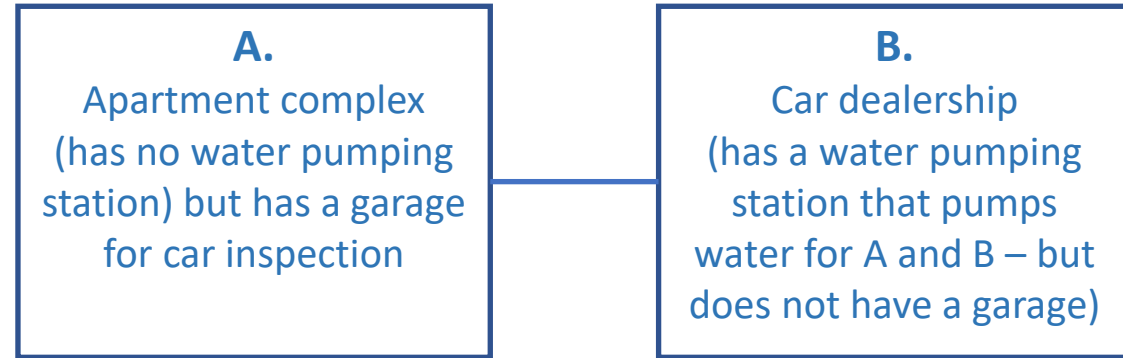 A.
Apartment complex
(has no water pumping
station) but has a garage
for car inspection
B.
Car dealership
(has a water pumping
station that pumps
water for A and B – but
does not have a garage)